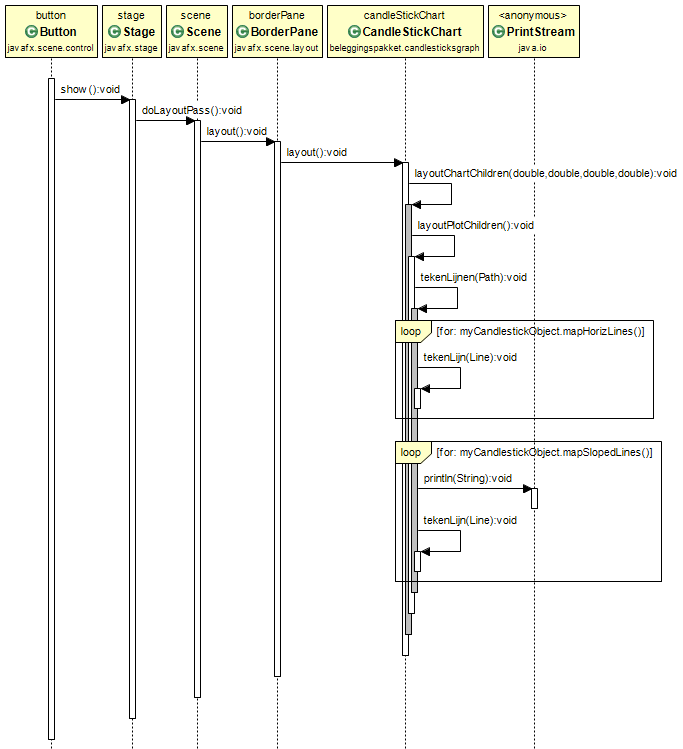 button
C Button
javafx.scene.control
stage
C Stage
javafx.stage
scene
C Scene
javafx.scene
borderPane
C BorderPane
javafx.scene.layout
candleStickChart
C CandleStickChart
beleggingspakket.candlesticksgraph
<anonymous>
C PrintStream
java.io
show ():void
doLayoutPass():void
layout():void
layout():void
layoutChartChildren(double,double,double,double):void
layoutPlotChildren():void
tekenLijnen(Path):void
loop [for: myCandlestickObject.mapHorizLines()]
tekenLijn(Line):void
loop [for: myCandlestickObject.mapSlopedLines()]
println(String):void
tekenLijn(Line):void